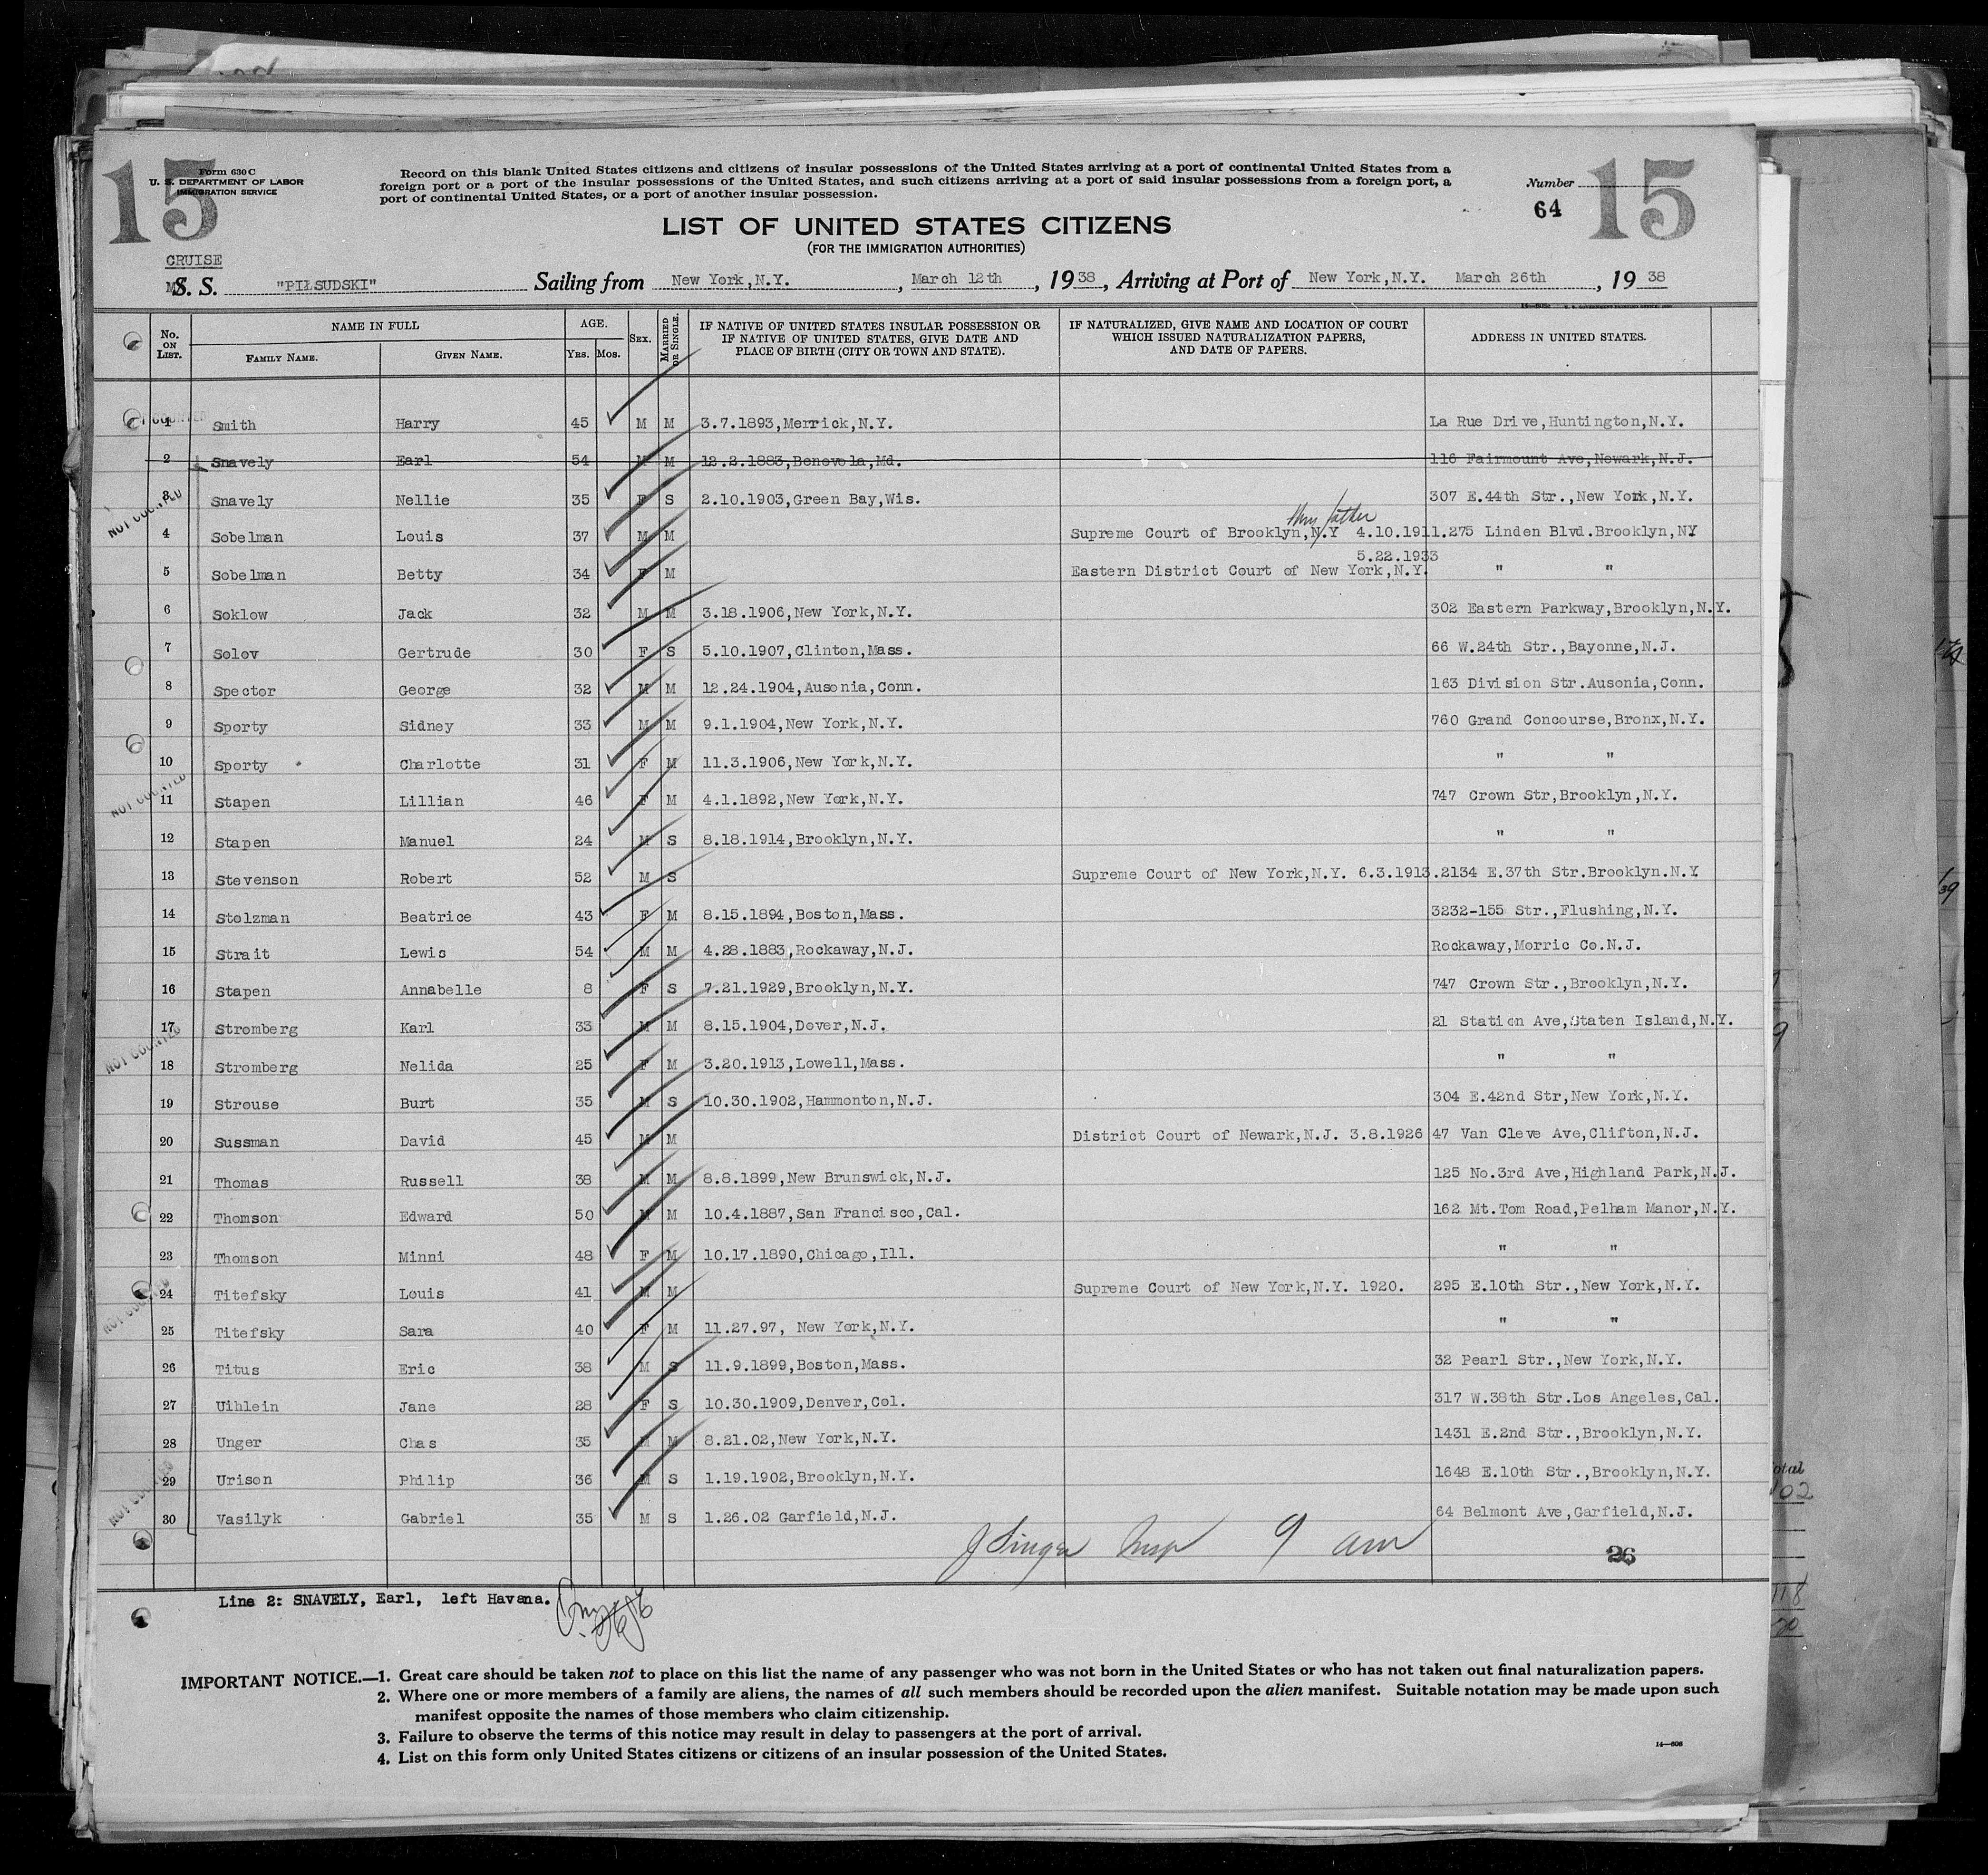 15
Form 630 C
U. S. DEPARTMENT OF LABOR
IMMIGRATION SERVICE
Record on this blank United States citizens and citizens of insular possessions of the United States arriving at a port of continental United States from a
foreign port or a port of the insular possessions of the United States, and such citizens arriving at a port of said insular possessions from a foreign port, a
port of continental United States, or a port of another insular possession.
Number
64
15
LIST OF UNITED STATES CITIZENS
(FOR THE IMMIGRATION AUTHORITIES)
CRUISE
S. S. "PIŁSUDSKI" Sailing from New York,N.Y. , March 12th , 1938 , Arriving at Port of New York,N.Y. March 26th , 1938
No. ON LIST. NAME IN FULL FAMILY NAME. GIVEN NAME. AGE. YRS. MOS. SEX. MARRIED OR SINGLE. IF NATIVE OF UNITED STATES INSULAR POSSESSION OR IF NATIVE OF UNITED STATES, GIVE DATE AND PLACE OF BIRTH (CITY OR TOWN AND STATE). IF NATURALIZED, GIVE NAME AND LOCATION OF COURT WHICH ISSUED NATURALIZATION PAPERS, AND DATE OF PAPERS. ADDRESS IN UNITED STATES.
1 Smith Harry 45 M M 3.7.1893,Merrick,N.Y. La Rue Drive,Huntington,N.Y.
2 Snavely Earl 54 M M 12.2.1883,Benevola,Md. 116 Fairmount Ave,Newark,N.J.
NOT COUNTED
3 Snavely Nellie 35 F S 2.10.1903,Green Bay,Wis. 307 E.44th Str.,New York,N.Y.
thru father
4 Sobelman Louis 37 M M Supreme Court of Brooklyn,N.Y 4.10.1911.275 Linden Blvd.Brooklyn,NY
5.22.1933
5 Sobelman Betty 34 F M Eastern District Court of New York,N.Y. " "
6 Soklow Jack 32 M M 3.18.1906,New York,N.Y. 302 Eastern Parkway,Brooklyn,N.Y.
7 Solov Gertrude 30 F S 5.10.1907,Clinton,Mass. 66 W.24th Str.,Bayonne,N.J.
8 Spector George 32 M M 12.24.1904,Ausonia,Conn. 163 Division Str.Ausonia,Conn.
9 Sporty Sidney 33 M M 9.1.1904,New York,N.Y. 760 Grand Concourse,Bronx,N.Y.
10 Sporty Charlotte 31 F M 11.3.1906,New York,N.Y. " "
NOT COUNTED
11 Stapen Lillian 46 F M 4.1.1892,New York,N.Y. 747 Crown Str,Brooklyn,N.Y.
12 Stapen Manuel 24 M S 8.18.1914,Brooklyn,N.Y. " "
13 Stevenson Robert 52 M S Supreme Court of New York,N.Y. 6.3.1913.2134 E.37th Str.Brooklyn.N.Y
14 Stolzman Beatrice 43 F M 8.15.1894,Boston,Mass. 3232-155 Str.,Flushing,N.Y.
15 Strait Lewis 54 M M 4.28.1883,Rockaway,N.J. Rockaway,Morric Co.N.J.
16 Stapen Annabelle 8 F S 7.21.1929,Brooklyn,N.Y. 747 Crown Str.,Brooklyn,N.Y.
17 Stromberg Karl 33 M M 8.15.1904,Dover,N.J. 21 Station Ave,Staten Island,N.Y.
NOT COUNTED
18 Stromberg Nelida 25 F M 3.20.1913,Lowell,Mass. " "
19 Strouse Burt 35 M S 10.30.1902,Hammonton,N.J. 304 E.42nd Str,New York,N.Y.
20 Sussman David 45 M M District Court of Newark,N.J. 3.8.1926 47 Van Cleve Ave,Clifton,N.J.
21 Thomas Russell 38 M M 8.8.1899,New Brunswick,N.J. 125 No.3rd Ave,Highland Park,N.J.
22 Thomson Edward 50 M M 10.4.1887,San Francisco,Cal. 162 Mt.Tom Road,Pelham Manor,N.Y.
23 Thomson Minni 48 F M 10.17.1890,Chicago,Ill. " "
NOT COUNTED
24 Titefsky Louis 41 M M Supreme Court of New York,N.Y. 1920. 295 E.10th Str.,New York,N.Y.
25 Titefsky Sara 40 F M 11.27.97, New York,N.Y. " "
26 Titus Eric 38 M S 11.9.1899,Boston,Mass. 32 Pearl Str.,New York,N.Y.
27 Uihlein Jane 28 F S 10.30.1909,Denver,Col. 317 W.38th Str.Los Angeles,Cal.
28 Unger Chas 35 M M 8.21.02,New York,N.Y. 1431 E.2nd Str.,Brooklyn,N.Y.
NOT COUNTED
29 Urison Philip 36 M S 1.19.1902,Brooklyn,N.Y. 1648 E.10th Str.,Brooklyn,N.Y.
30 Vasilyk Gabriel 35 M S 1.26.02 Garfield,N.J. 64 Belmont Ave,Garfield,N.J.
J Singer Insp 9 am
26
Line 2: SNAVELY, Earl, left Havana.
IMPORTANT NOTICE.—1. Great care should be taken not to place on this list the name of any passenger who was not born in the United States or who has not taken out final naturalization papers.
2. Where one or more members of a family are aliens, the names of all such members should be recorded upon the alien manifest. Suitable notation may be made upon such
manifest opposite the names of those members who claim citizenship.
3. Failure to observe the terms of this notice may result in delay to passengers at the port of arrival.
4. List on this form only United States citizens or citizens of an insular possession of the United States.
14—608